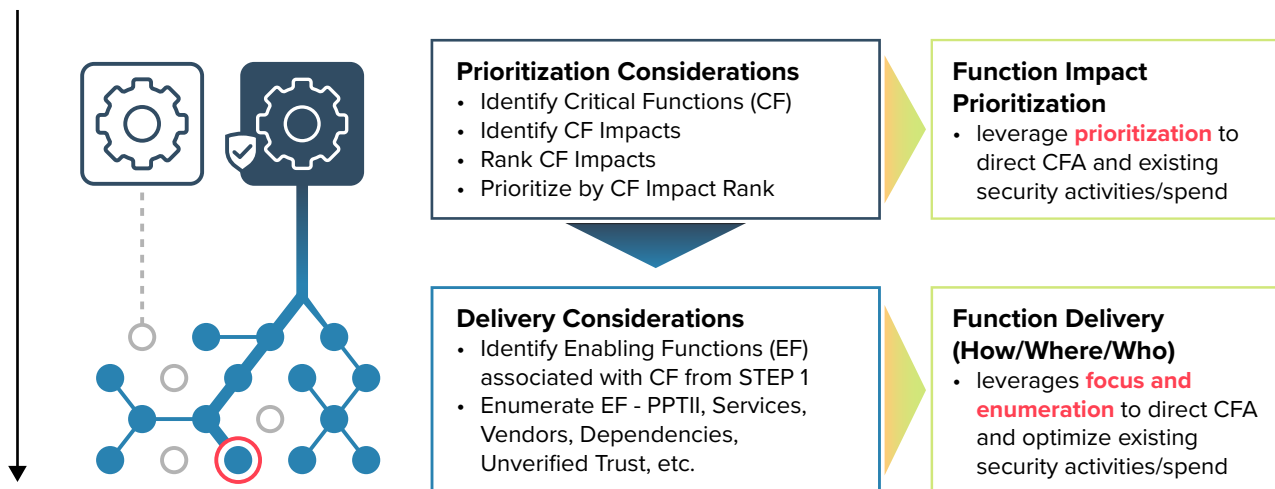 Prioritization Considerations
• Identify Critical Functions (CF)
• Identify CF Impacts
• Rank CF Impacts
• Prioritize by CF Impact Rank
Function Impact
Prioritization
• leverage prioritization to
direct CFA and existing
security activities/spend
Delivery Considerations
• Identify Enabling Functions (EF)
associated with CF from STEP 1
• Enumerate EF - PPTII, Services,
Vendors, Dependencies,
Unverified Trust, etc.
Function Delivery
(How/Where/Who)
• leverages focus and
enumeration to direct CFA
and optimize existing
security activities/spend